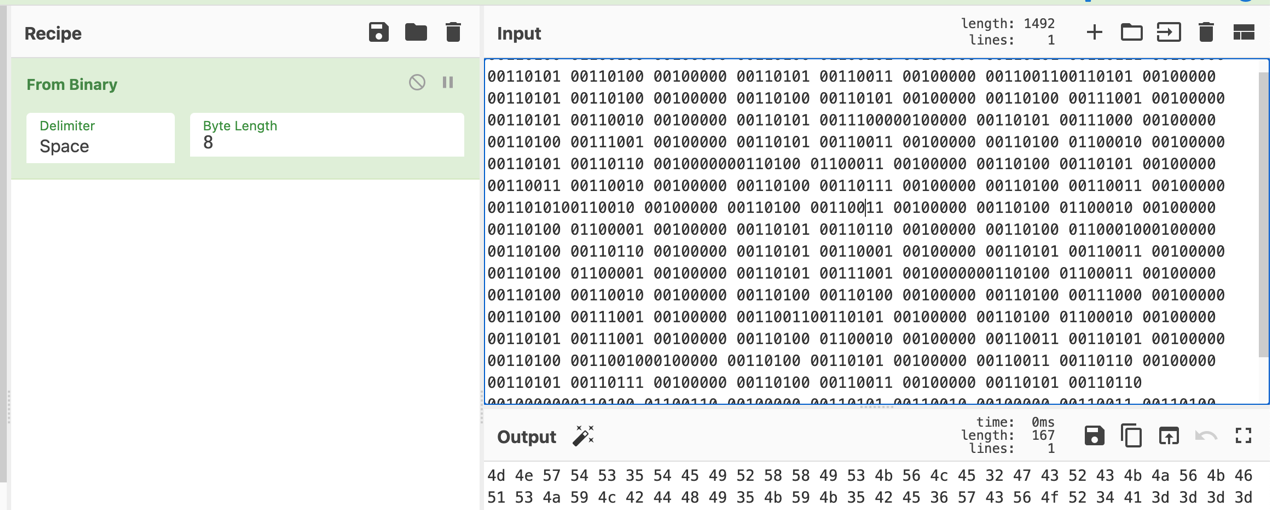 Recipe
From Binary
Delimiter
Space
Byte Length
8
Input
length: 1492
lines: 1
00110101 00110100 00100000 00110101 00110011 00100000 0011001100110101 00100000
00110101 00110100 00100000 00110100 00110101 00100000 00110100 00111001 00100000
00110101 00110010 00100000 00110101 0011100000100000 00110101 00111000 00100000
00110100 00111001 00100000 00110101 00110011 00100000 00110100 01100010 00100000
00110101 00110110 0010000000110100 01100011 00100000 00110100 00110101 00100000
00110011 00110010 00100000 00110100 00110111 00100000 00110100 00110011 00100000
0011010100110010 00100000 00110100 00110011 00100000 00110100 01100010 00100000
00110100 01100001 00100000 00110101 00110110 00100000 00110100 0110001000100000
00110100 00110110 00100000 00110101 00110001 00100000 00110101 00110011 00100000
00110100 01100001 00100000 00110101 00111001 0010000000110100 01100011 00100000
00110100 00110010 00100000 00110100 00110100 00100000 00110100 00111000 00100000
00110100 00111001 00100000 0011001100110101 00100000 00110100 01100010 00100000
00110101 00111001 00100000 00110100 01100010 00100000 00110011 00110101 00100000
00110100 0011001000100000 00110100 00110101 00100000 00110011 00110110 00100000
00110101 00110111 00100000 00110100 00110011 00100000 00110101 00110110
0010000000110100 01100110 00100000 00110101 00110010 00100000 00110011 00110100
Output
time: 0ms
length: 167
lines: 1
4d 4e 57 54 53 35 54 45 49 52 58 58 49 53 4b 56 4c 45 32 47 43 52 43 4b 4a 56 4b 46
51 53 4a 59 4c 42 44 48 49 35 4b 59 4b 35 42 45 36 57 43 56 4f 52 34 41 3d 3d 3d 3d